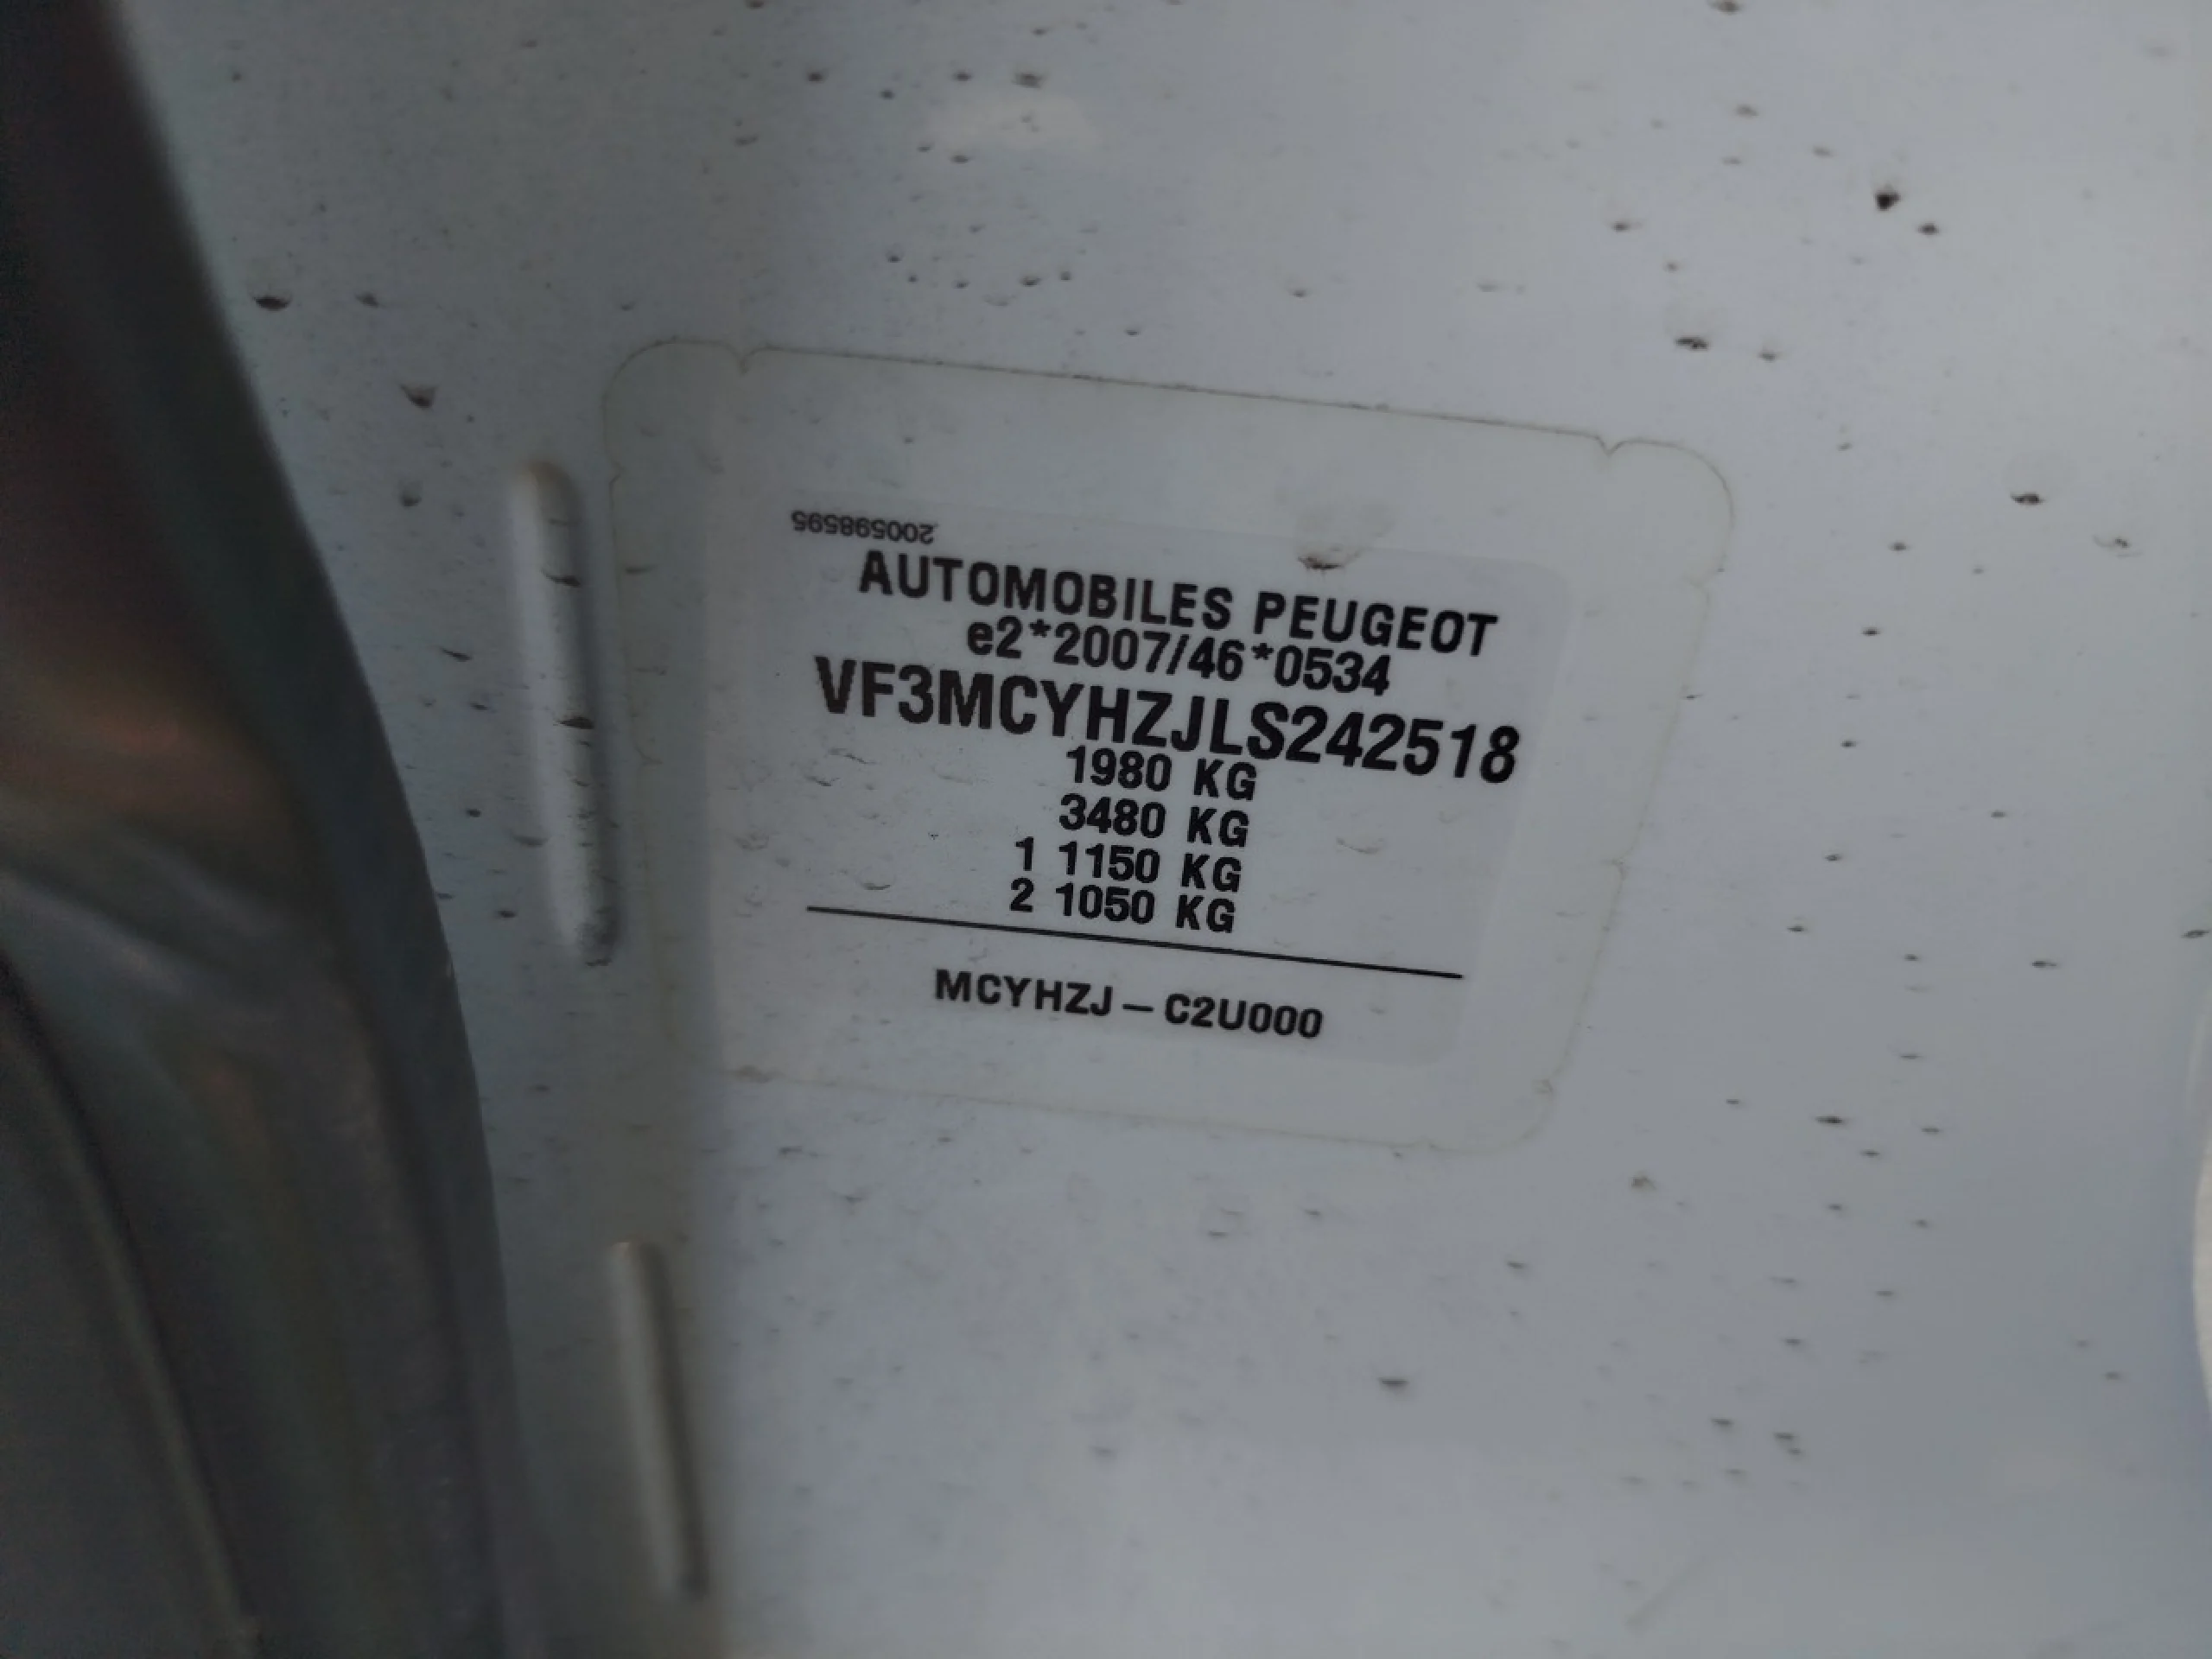 200598595
AUTOMOBILES PEUGEOT
e2*2007/46*0534
VF3MCYHZJLS242518
1980 KG
3480 KG
1 1150 KG
2 1050 KG
MCYHZJ – C2U000